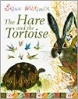 Brian Wildsmith
The Hare
and the
Tortoise